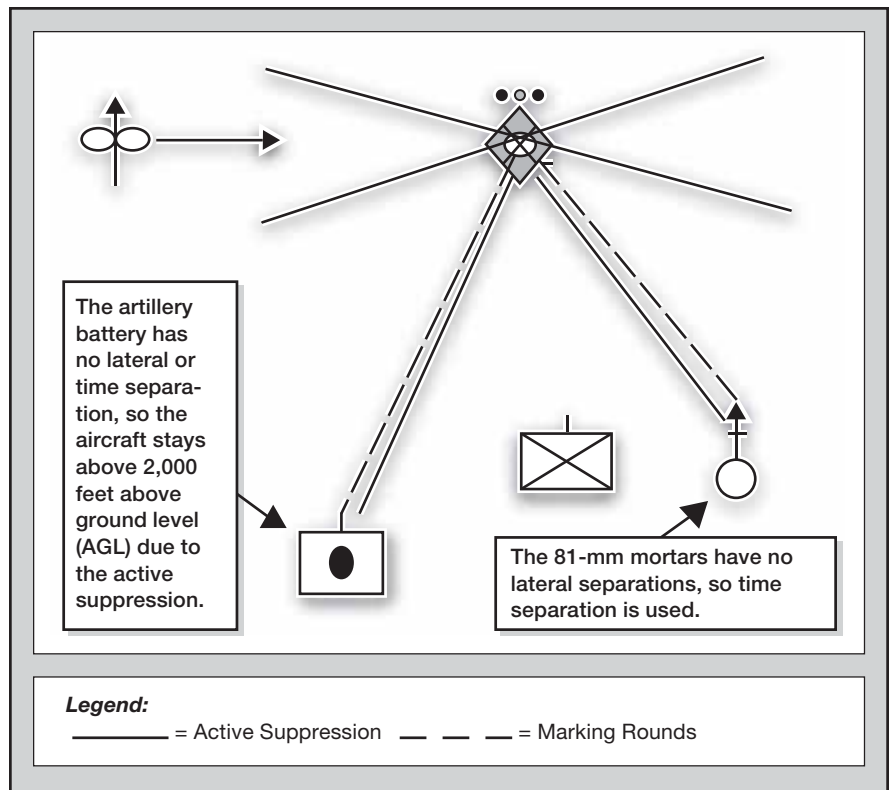 The artillery
battery has
no lateral or
time separa-
tion, so the
aircraft stays
above 2,000
feet above
ground level
(AGL) due to
the active
suppression.
The 81-mm mortars have no
lateral separations, so time
separation is used.
Legend:
= Active Suppression = Marking Rounds